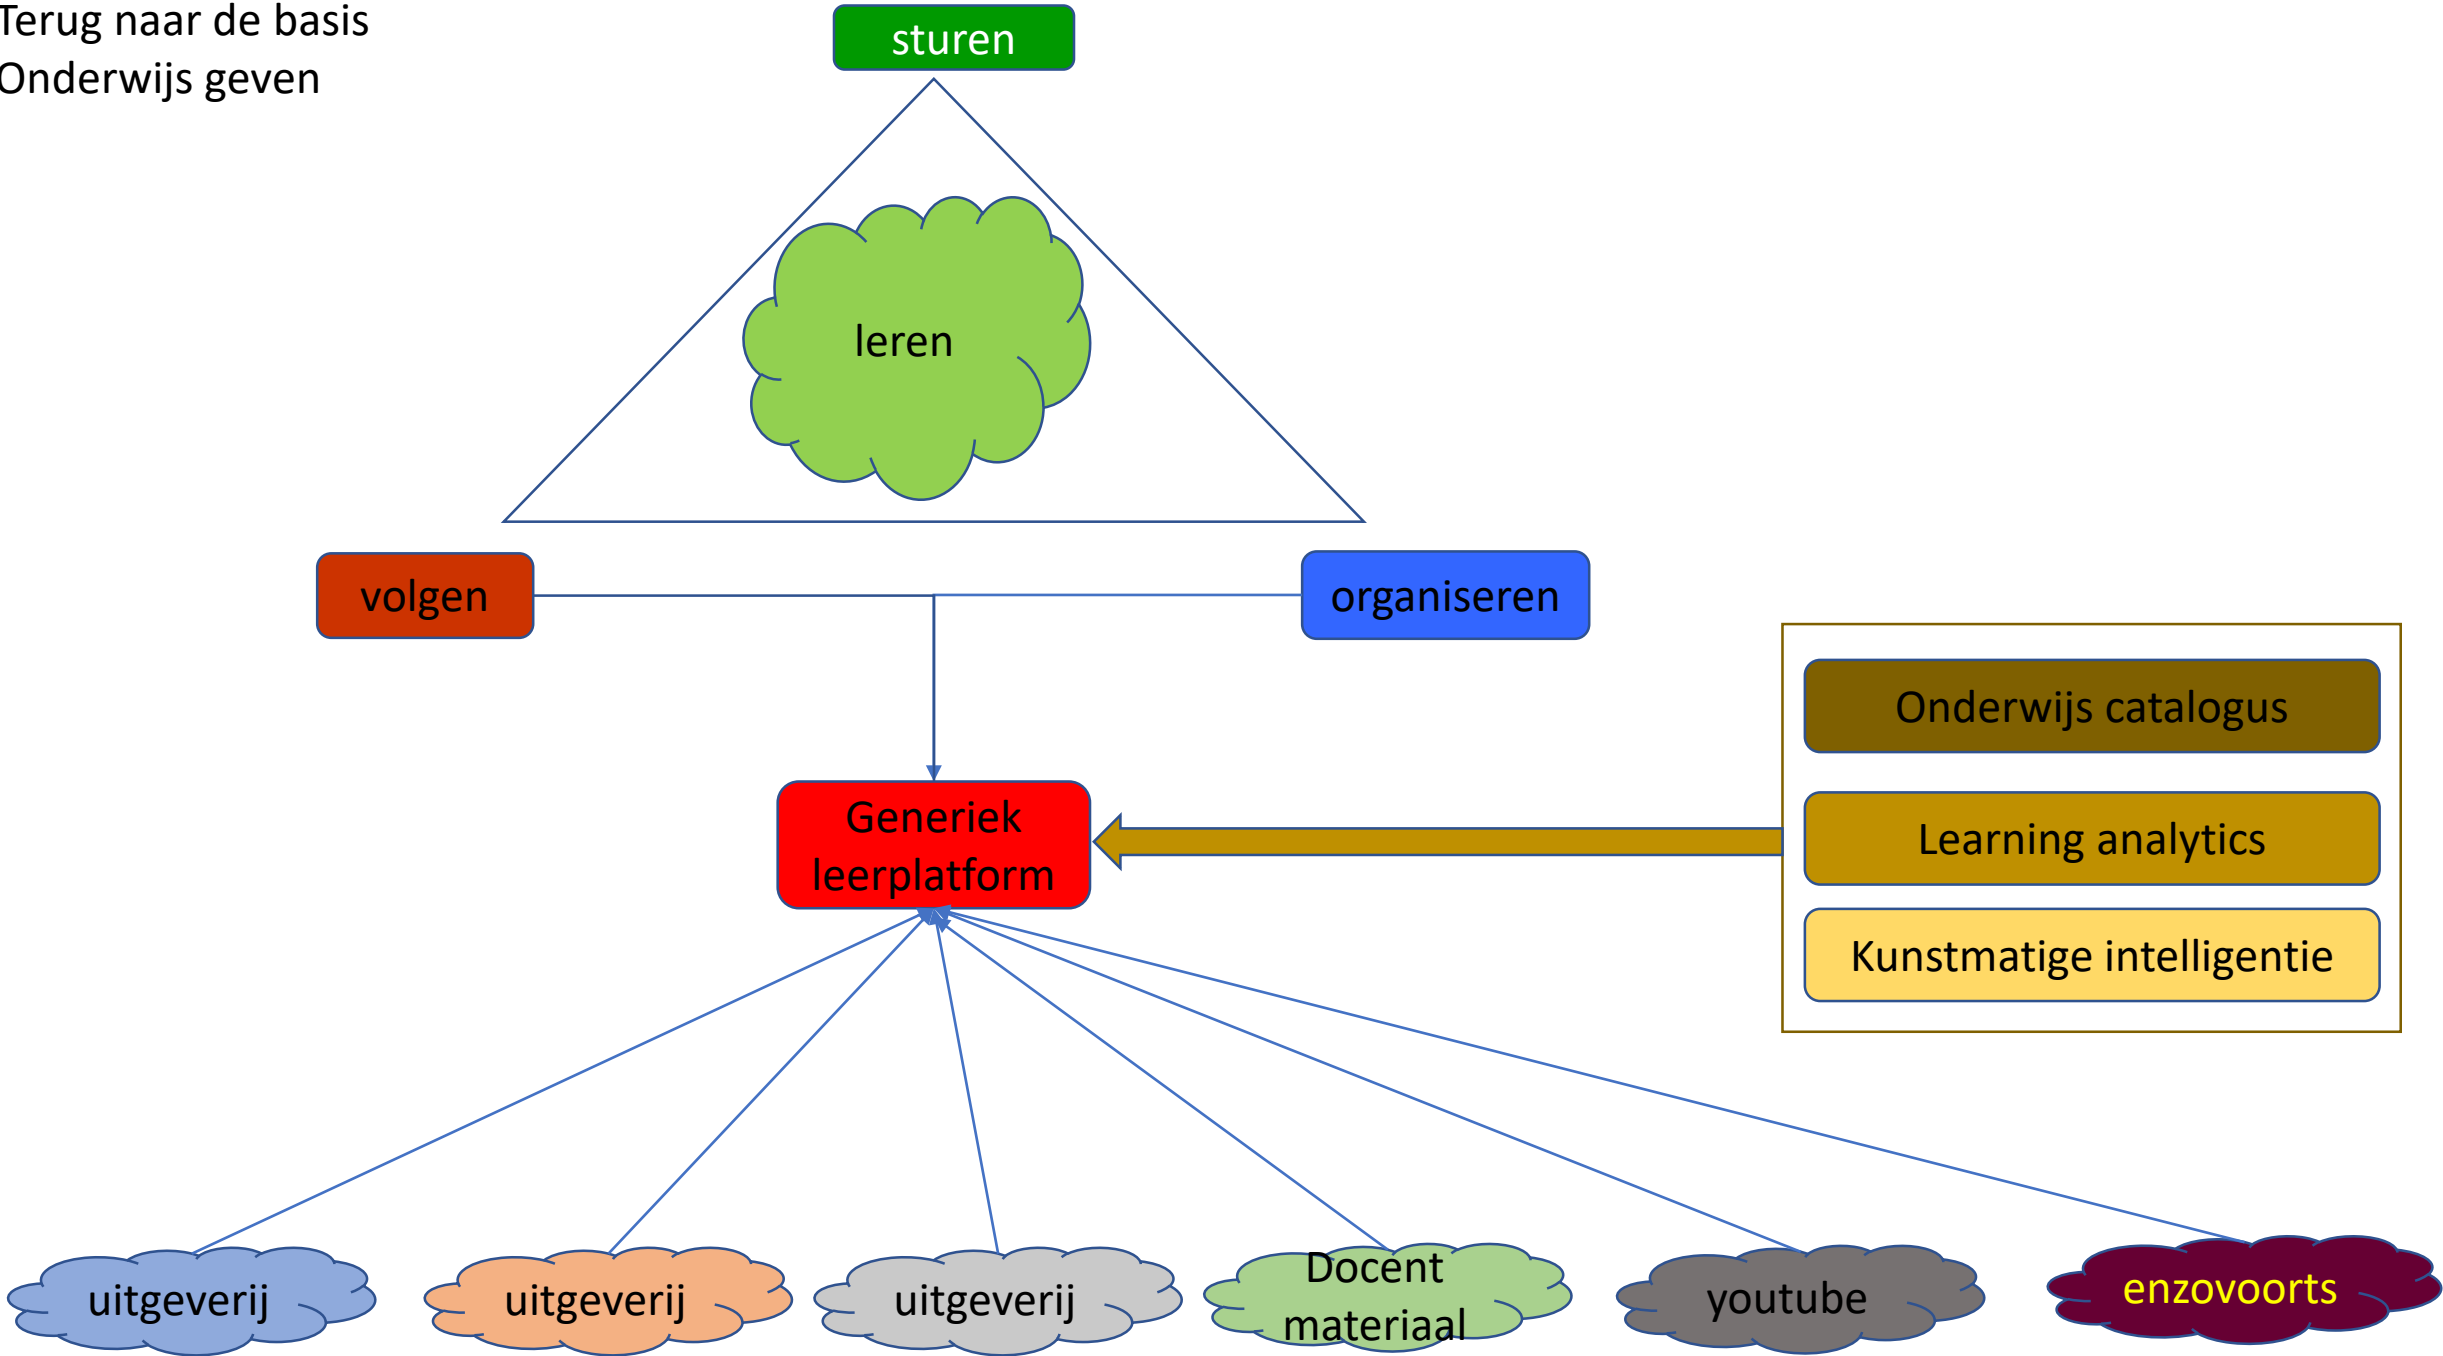 Terug naar de basis
Onderwijs geven
sturen
leren
volgen
organiseren
Onderwijs catalogus
Generiek
leerplatform
Learning analytics
Kunstmatige intelligentie
uitgeverij
uitgeverij
uitgeverij
Docent
materiaal
youtube
enzovoorts